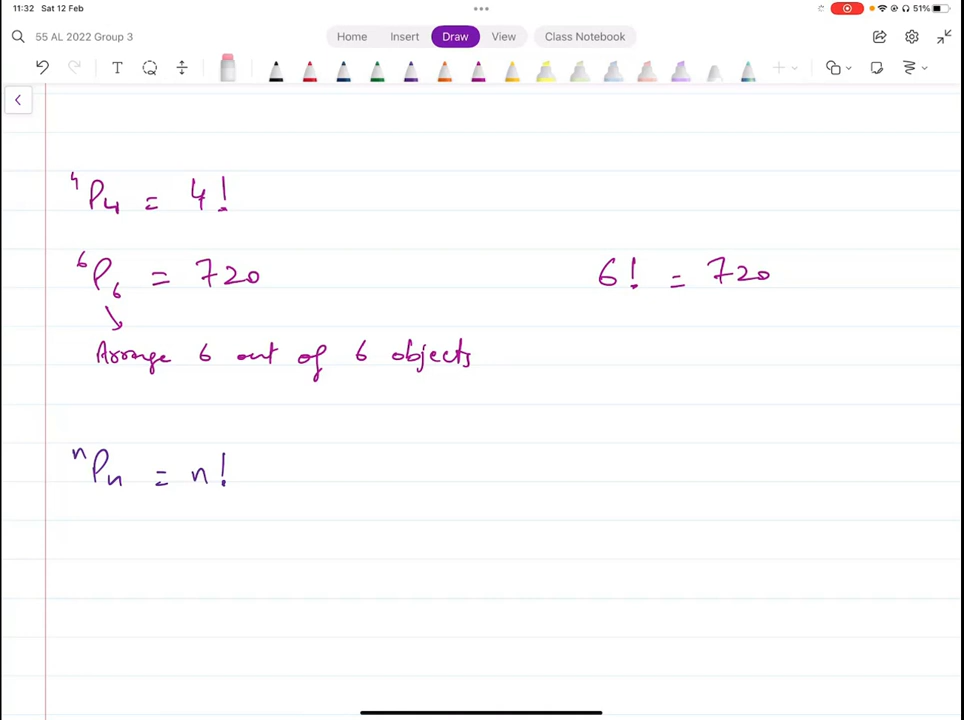 11:32 Sat 12 Feb
51%
55 AL 2022 Group 3
Home Insert Draw View Class Notebook
⁴P₄ = 4!
⁶P₆ = 720 6! = 720
Arrange 6 out of 6 objects
ⁿPₙ = n!